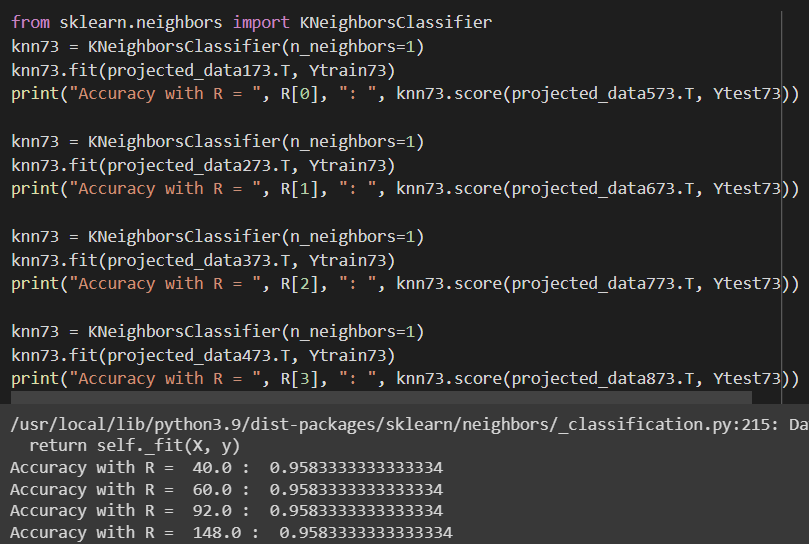 from sklearn.neighbors import KNeighborsClassifier
knn73 = KNeighborsClassifier(n_neighbors=1)
knn73.fit(projected_data173.T, Ytrain73)
print("Accuracy with R = ", R[0], ": ", knn73.score(projected_data573.T, Ytest73))

knn73 = KNeighborsClassifier(n_neighbors=1)
knn73.fit(projected_data273.T, Ytrain73)
print("Accuracy with R = ", R[1], ": ", knn73.score(projected_data673.T, Ytest73))

knn73 = KNeighborsClassifier(n_neighbors=1)
knn73.fit(projected_data373.T, Ytrain73)
print("Accuracy with R = ", R[2], ": ", knn73.score(projected_data773.T, Ytest73))

knn73 = KNeighborsClassifier(n_neighbors=1)
knn73.fit(projected_data473.T, Ytrain73)
print("Accuracy with R = ", R[3], ": ", knn73.score(projected_data873.T, Ytest73))
/usr/local/lib/python3.9/dist-packages/sklearn/neighbors/_classification.py:215: Da
  return self._fit(X, y)
Accuracy with R =  40.0 :  0.9583333333333334
Accuracy with R =  60.0 :  0.9583333333333334
Accuracy with R =  92.0 :  0.9583333333333334
Accuracy with R =  148.0 :  0.9583333333333334